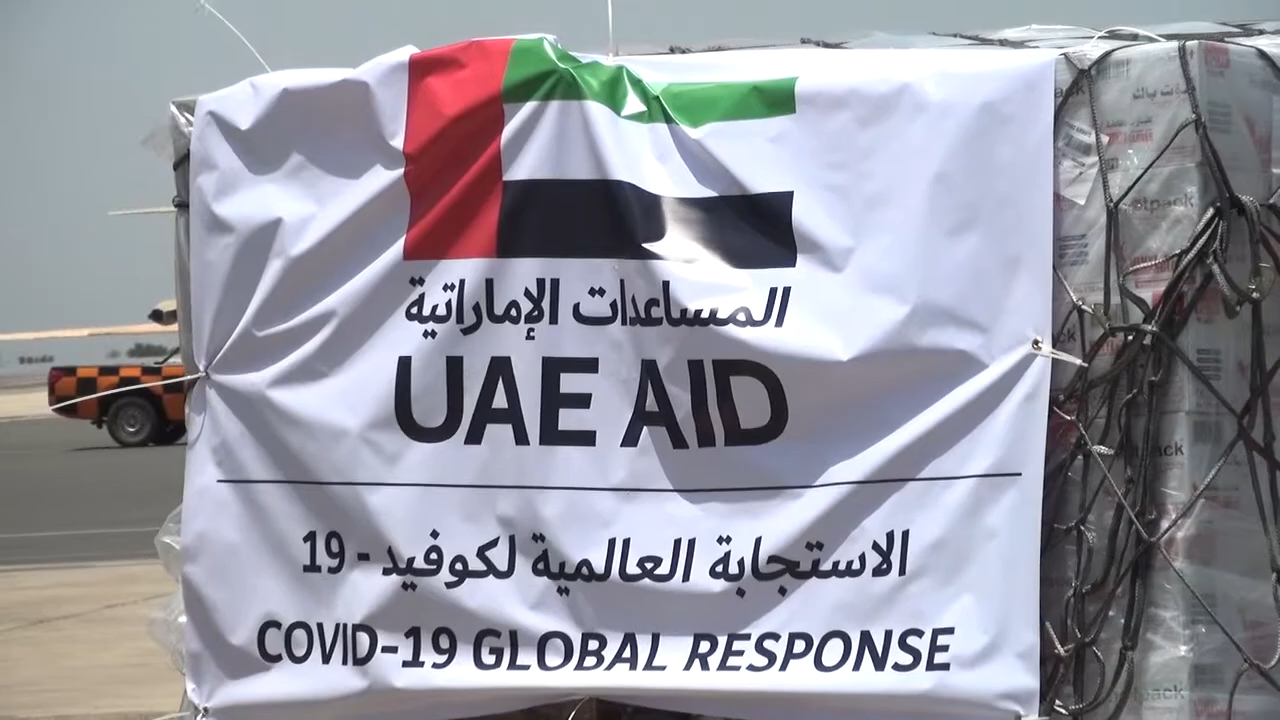 المساعدات الإماراتية
UAE AID
الاستجابة العالمية لكوفيد - 19
COVID-19 GLOBAL RESPONSE